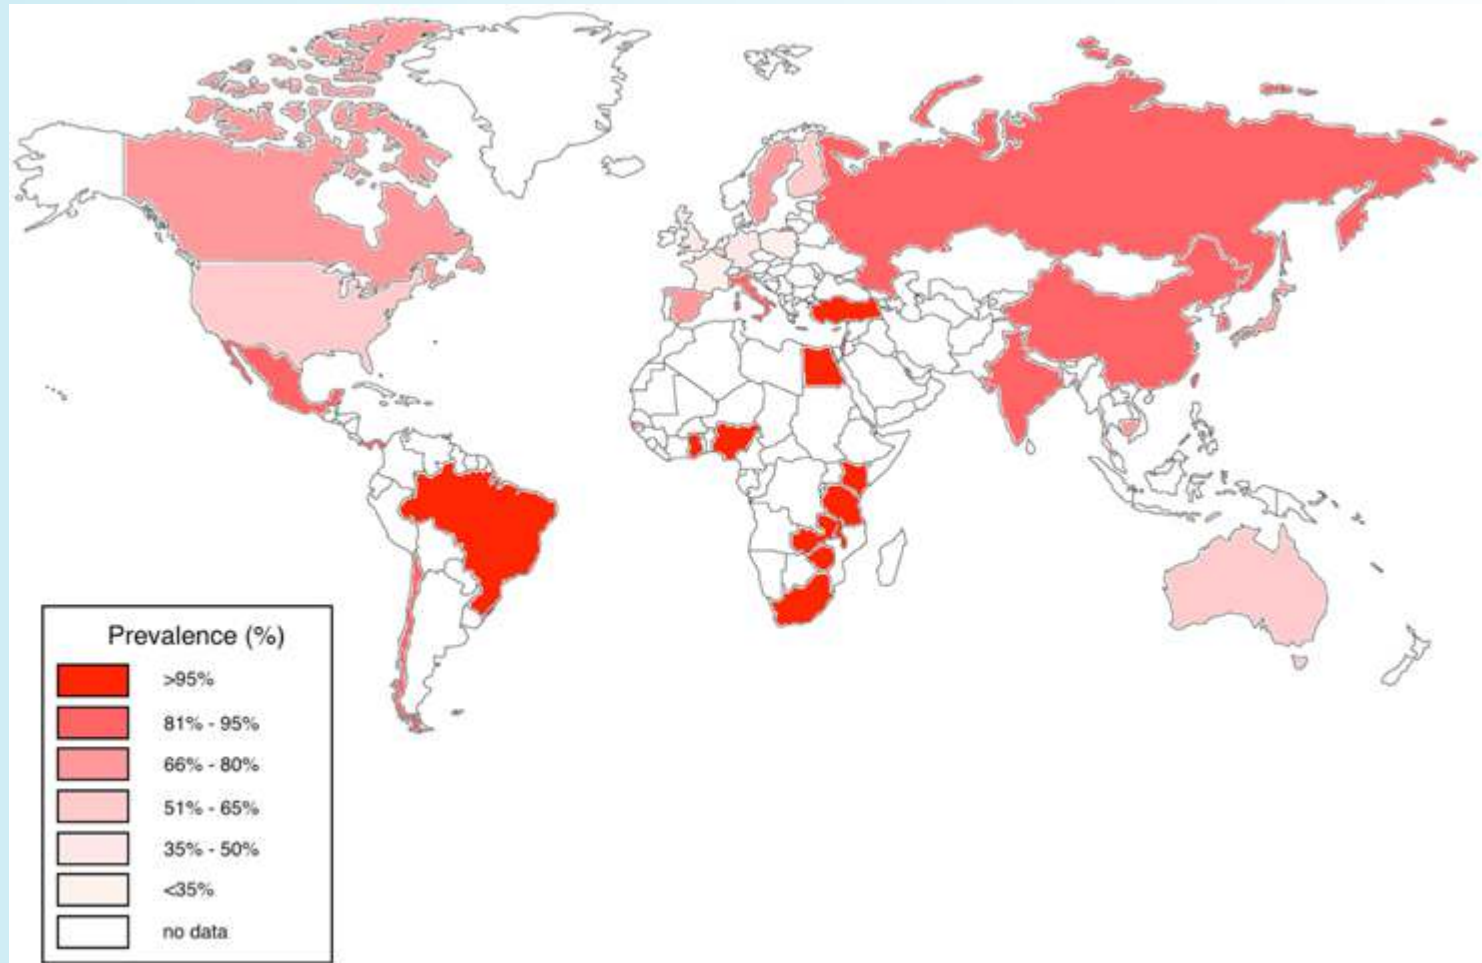 Prevalence (%)
>95%
81% - 95%
66% - 80%
51% - 65%
35% - 50%
<35%
no data